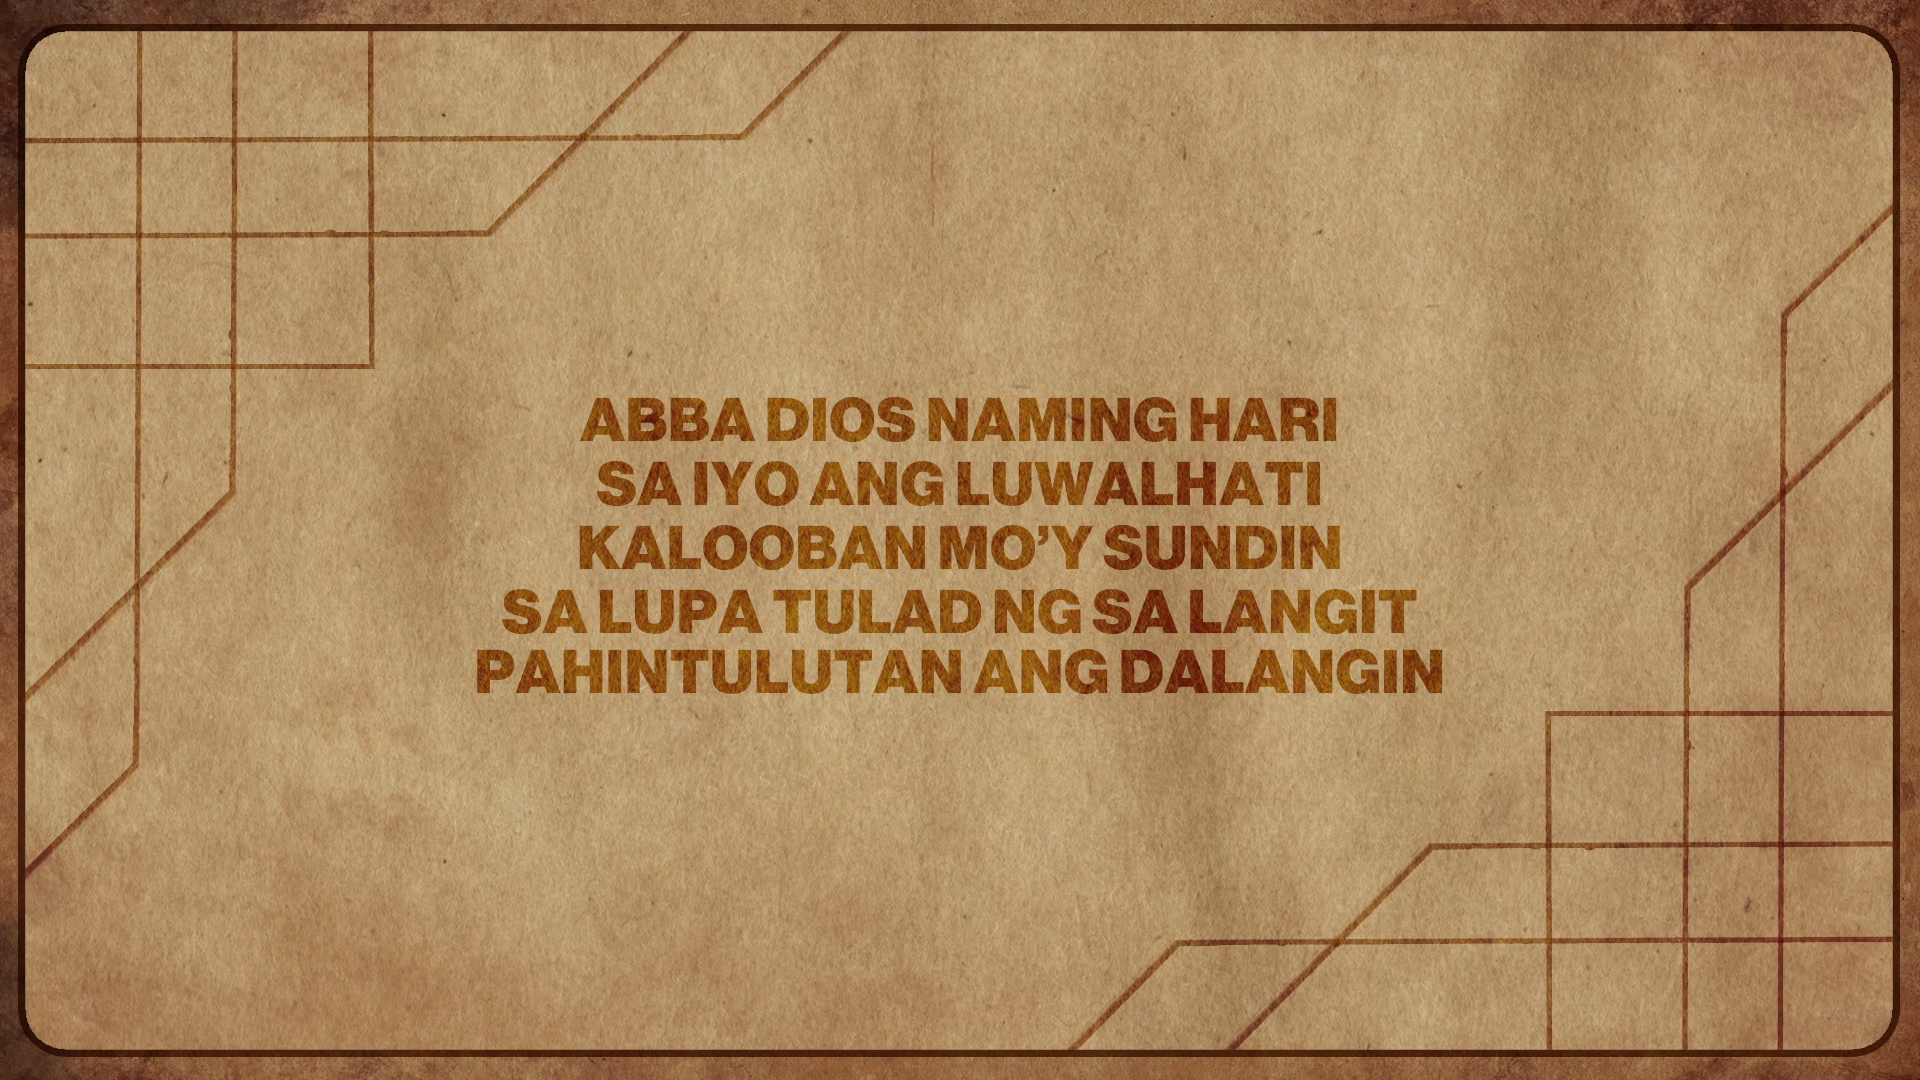 ABBA DIOS NAMING HARI
SA IYO ANG LUWALHATI
KALOOBAN MO’Y SUNDIN
SA LUPA TULAD NG SA LANGIT
PAHINTULUTAN ANG DALANGIN